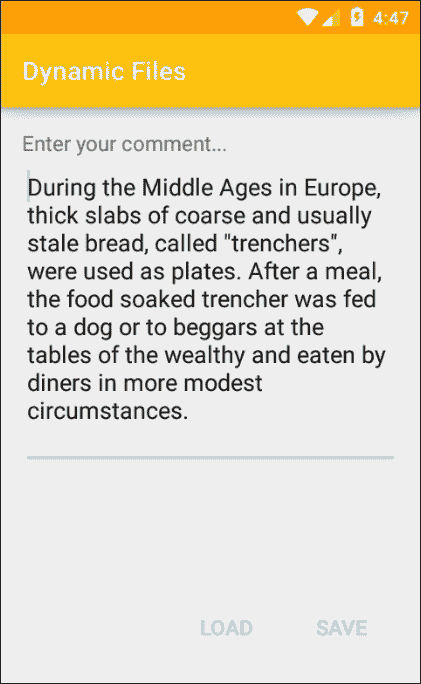 4:47
Dynamic Files
Enter your comment...
During the Middle Ages in Europe,
thick slabs of coarse and usually
stale bread, called "trenchers",
were used as plates. After a meal,
the food soaked trencher was fed
to a dog or to beggars at the
tables of the wealthy and eaten by
diners in more modest
circumstances.
LOAD SAVE